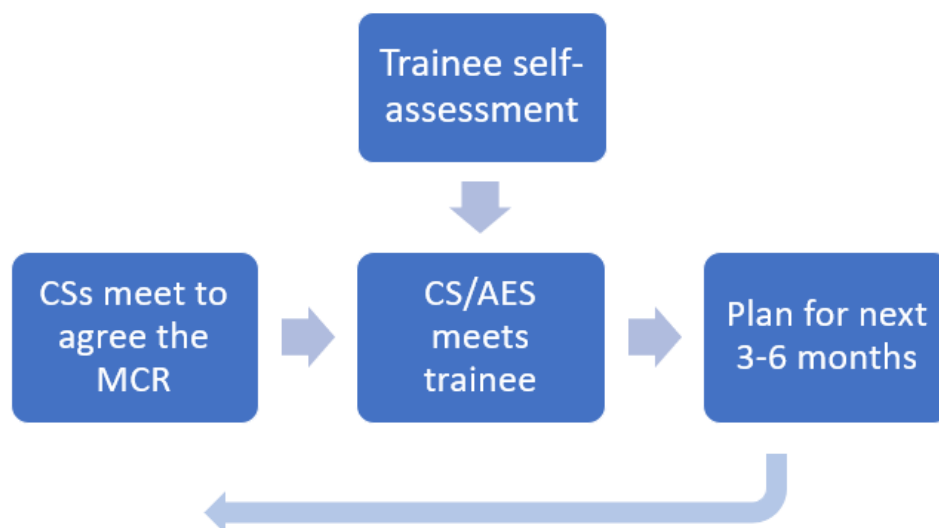 Trainee self-
assessment
CSs meet to
agree the
MCR
CS/AES
meets
trainee
Plan for next
3-6 months